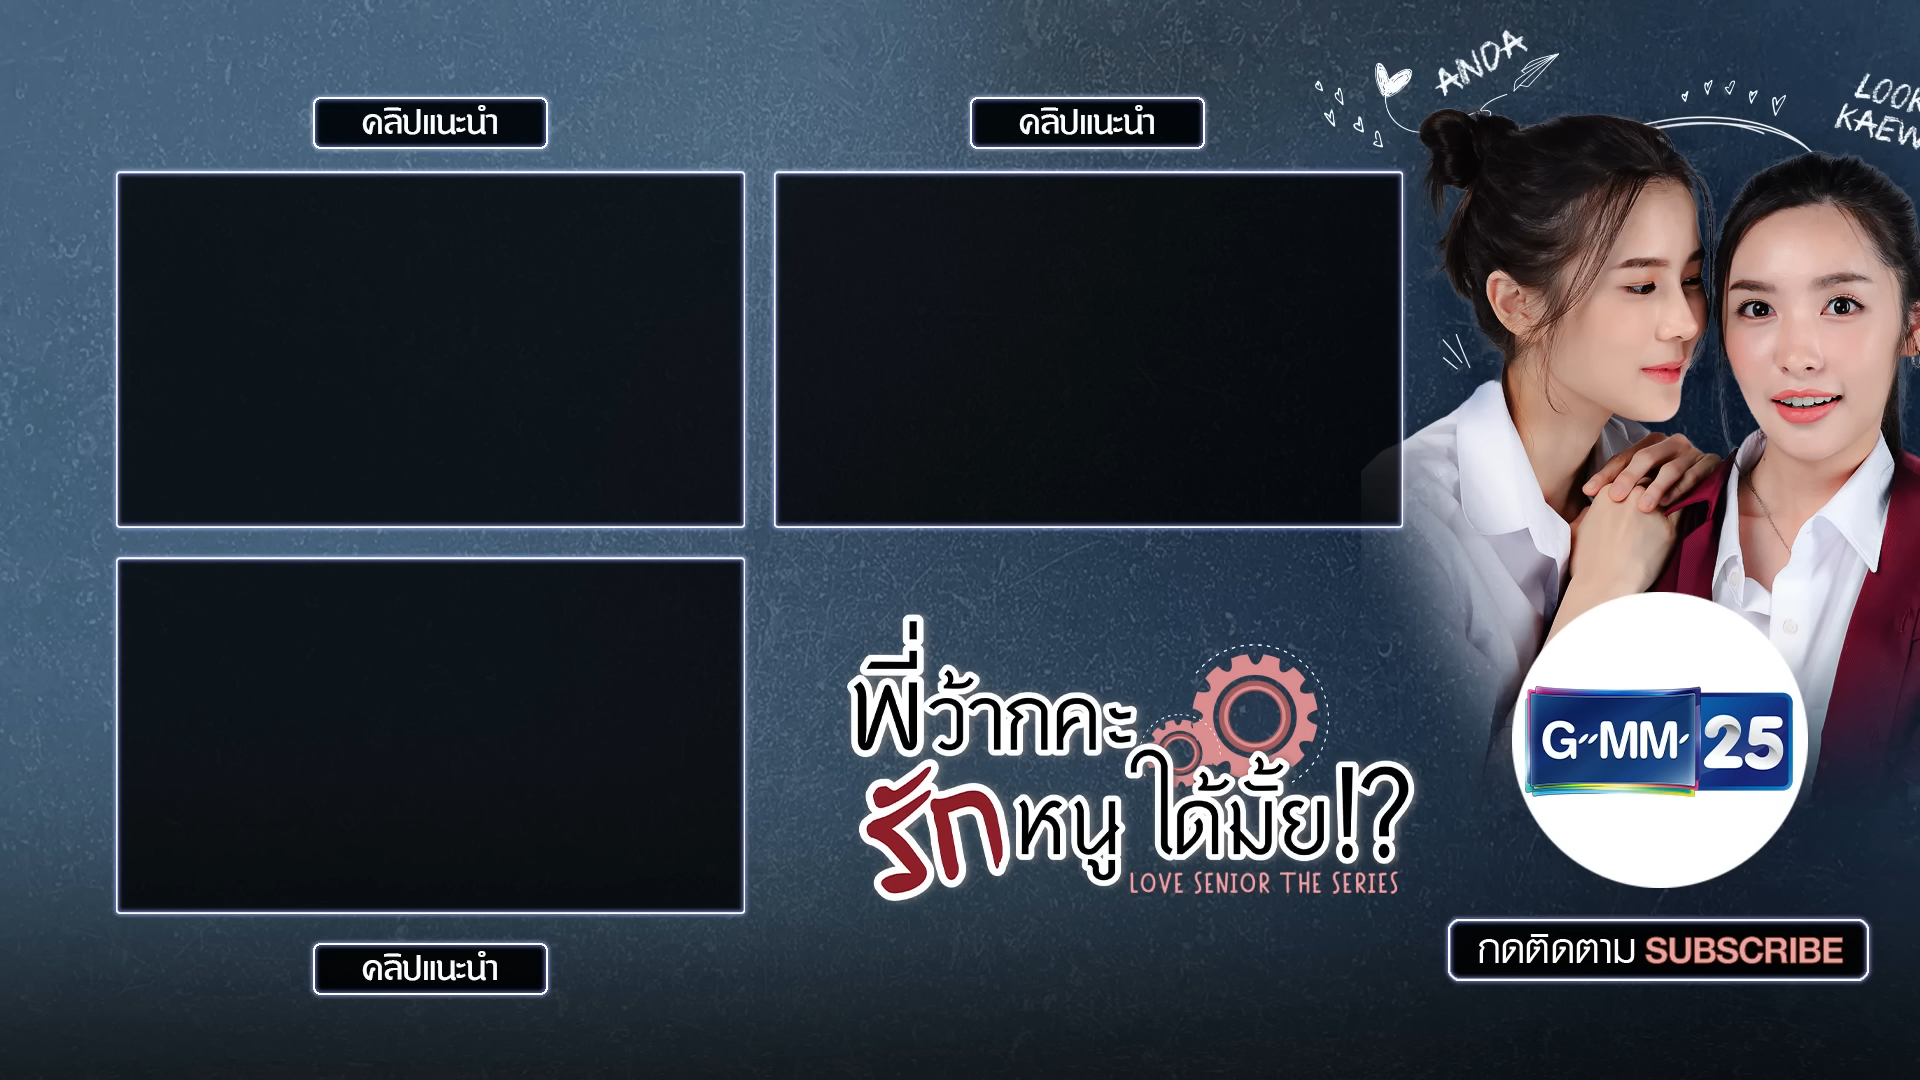 คลิปแนะนำ
คลิปแนะนำ
ANDA
LOOK
KAEW
พี่ว้ากคะ
รักหนูได้มั้ย!?
LOVE SENIOR THE SERIES
GMM 25
คลิปแนะนำ
กดติดตาม SUBSCRIBE